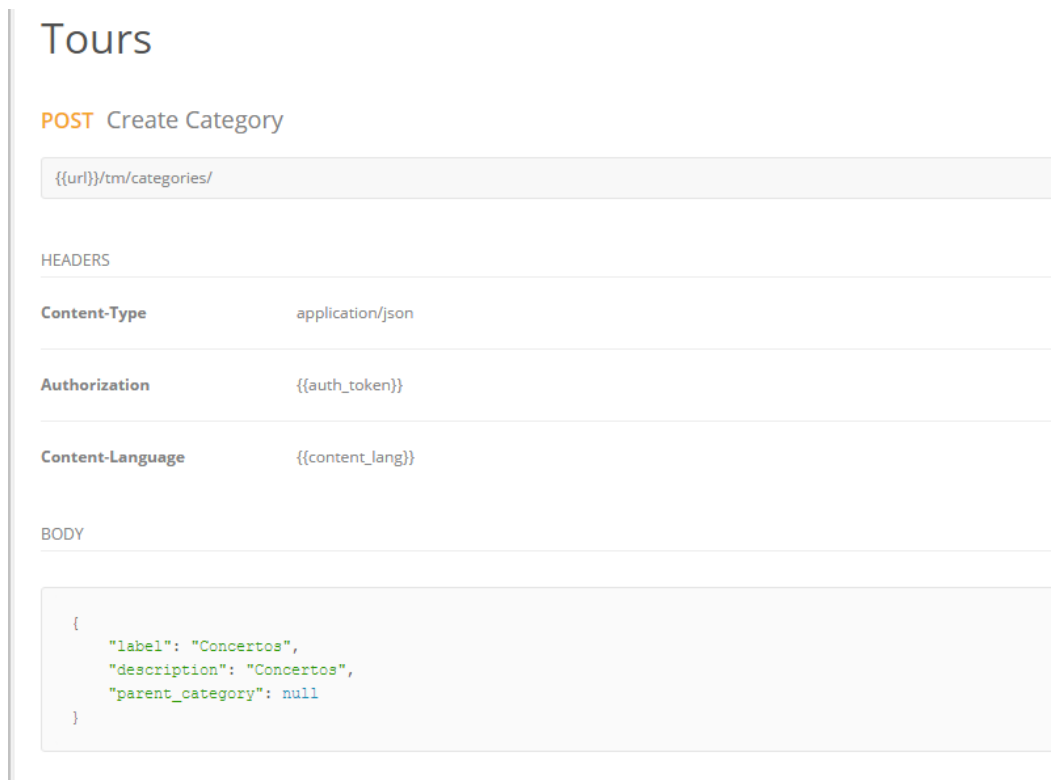 Tours
POST Create Category
{{url}}/tm/categories/
HEADERS
Content-Type application/json
Authorization {{auth_token}}
Content-Language {{content_lang}}
BODY
{
"label": "Concertos",
"description": "Concertos",
"parent_category": null
}